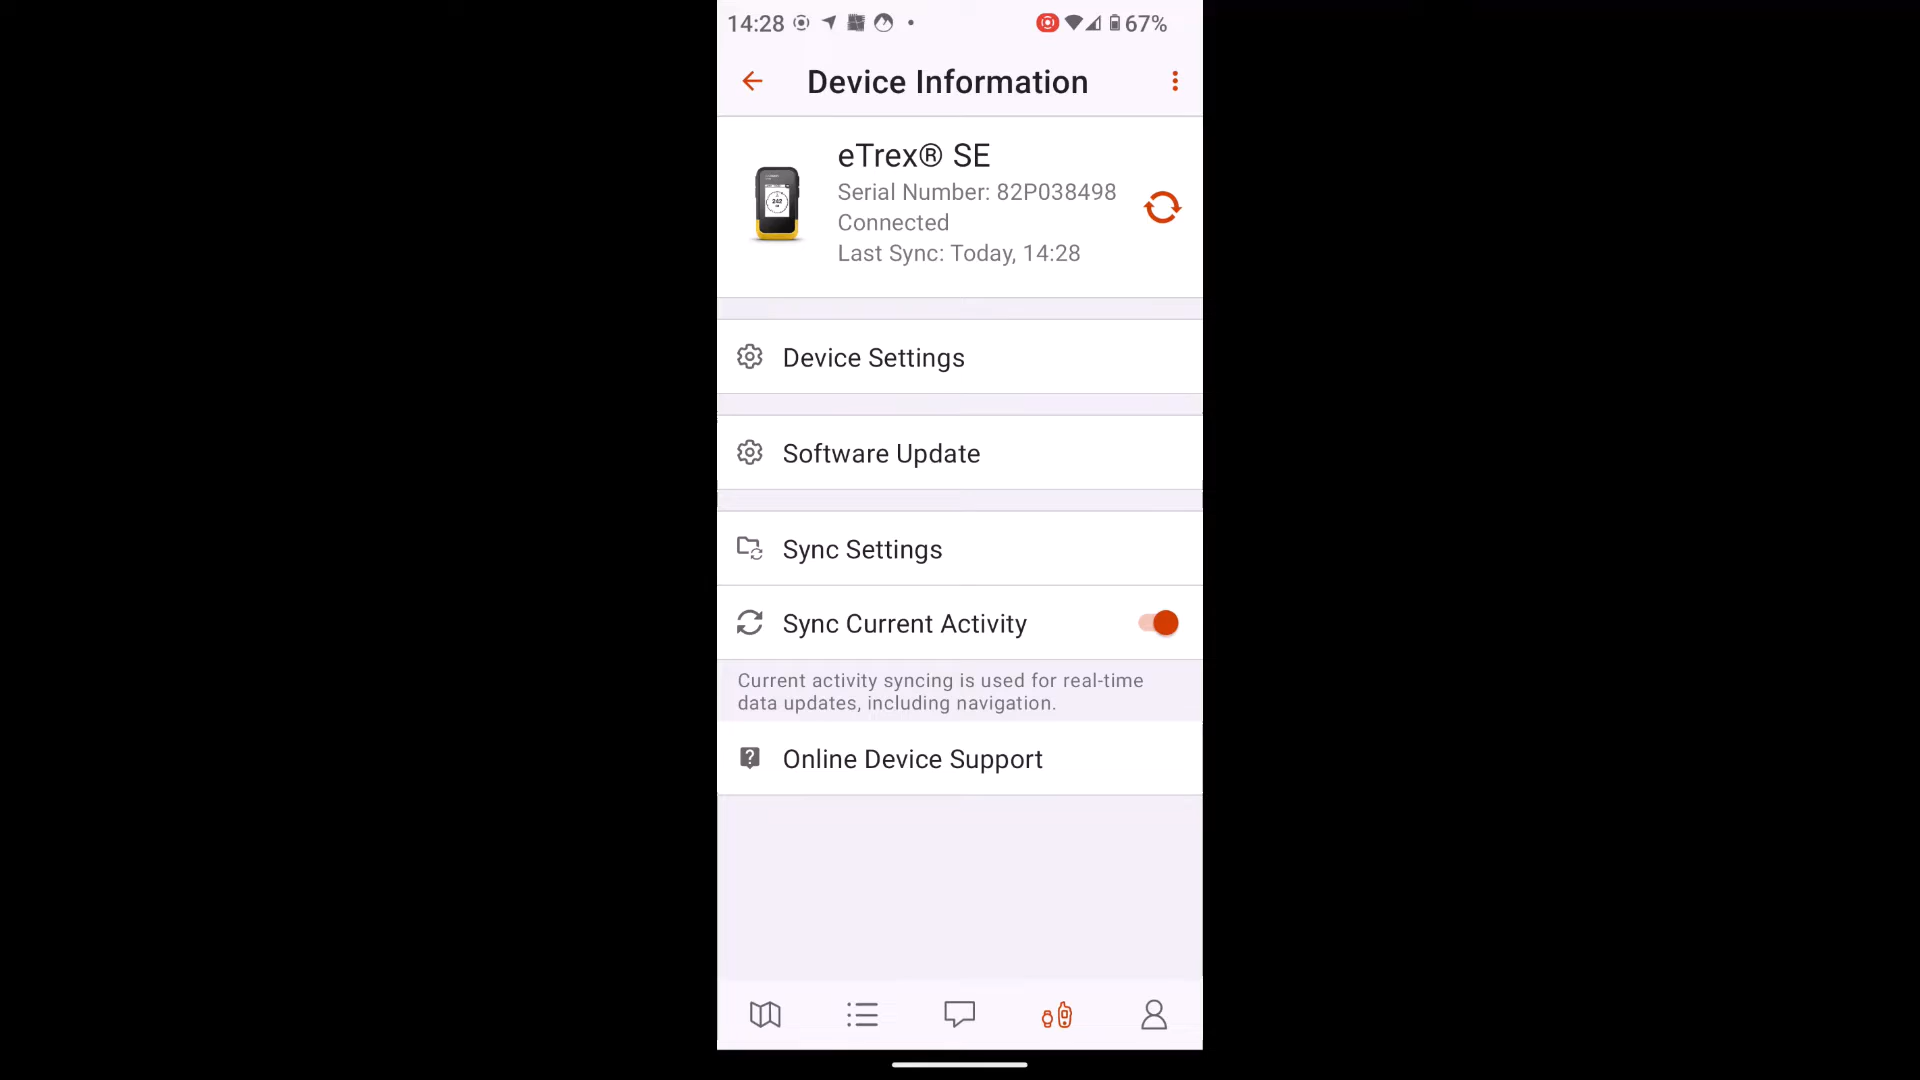 14:28 67%
Device Information
eTrex® SE
Serial Number: 82P038498
Connected
Last Sync: Today, 14:28
Device Settings
Software Update
Sync Settings
Sync Current Activity
Current activity syncing is used for real-time
data updates, including navigation.
Online Device Support